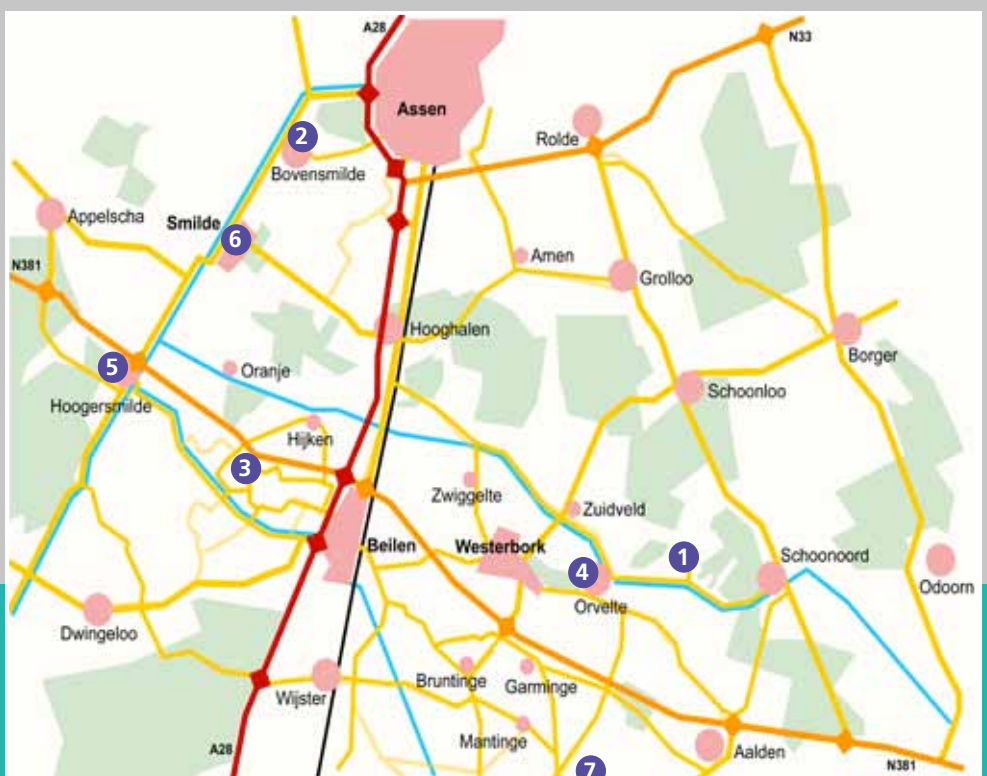 A28
N33
Assen
Rolde
2
Bovensmilde
Appelscha
Smilde
6
Amen
N381
Grolloo
Hooghalen
Borger
5
Oranje
Schoonloo
Hoogersmilde
Hijken
3
Zwiggelte
Zuidveld
Beilen
Westerbork
1
Schoonoord
4
Odoorn
Orvelte
Dwingeloo
Bruntinge
Garminge
Wijster
Mantinge
A28
Aalden
N381
7